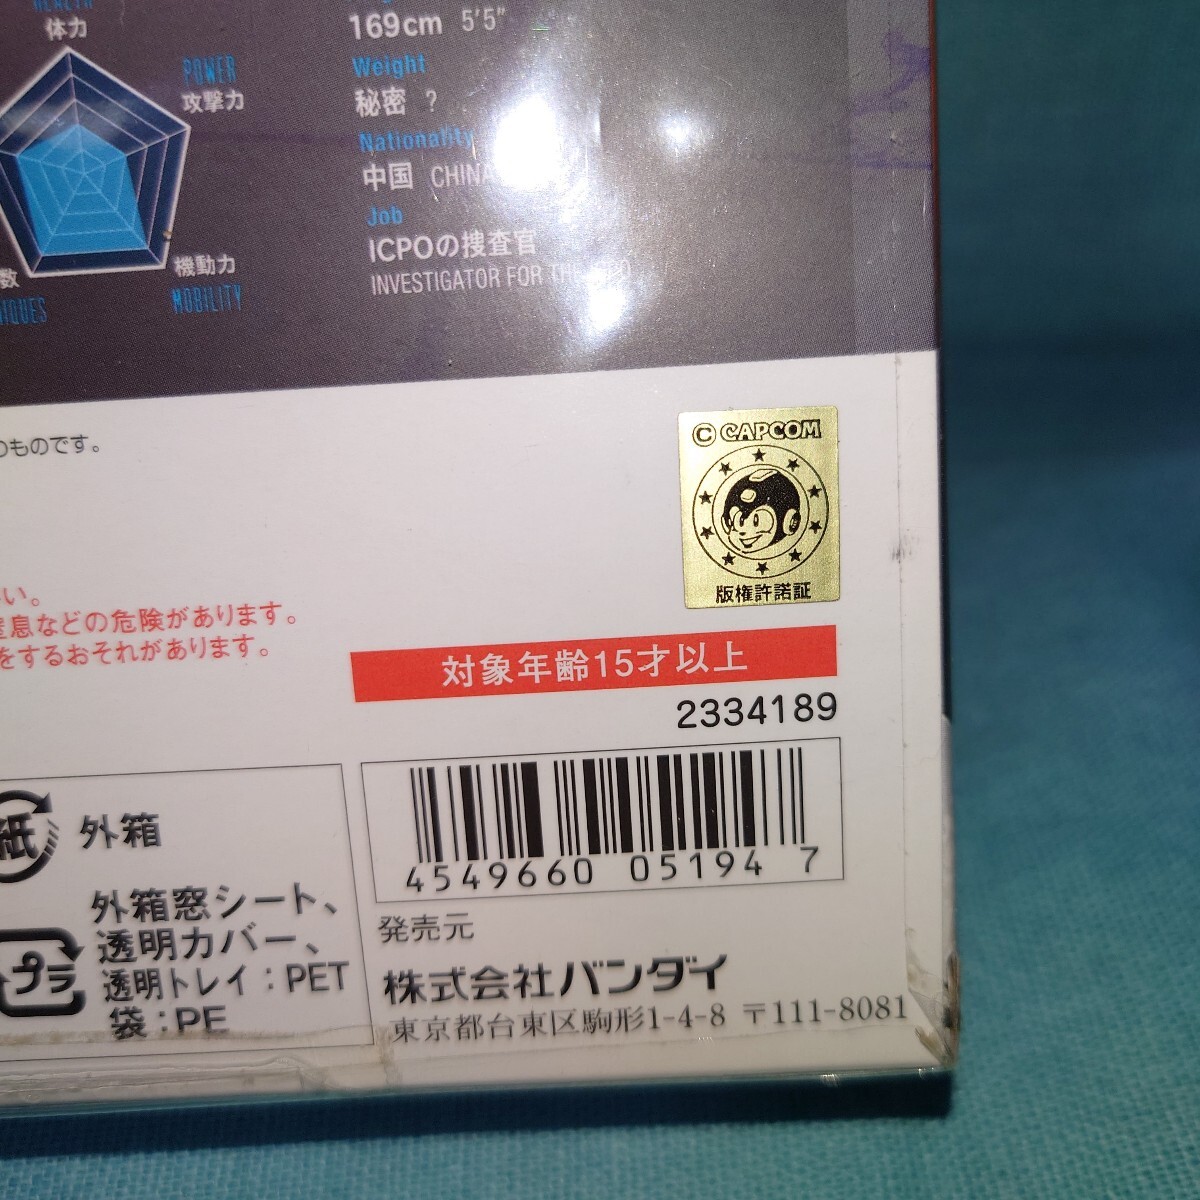 体力
POWER
攻撃力
機動力
MOBILITY
数
169cm 5'5"
Weight
秘密 ?
Nationality
中国 CHINA
Job
ICPOの捜査官
INVESTIGATOR FOR THE
のものです。
© CAPCOM
版権許諾証
い。
窒息などの危険があります。
をするおそれがあります。
対象年齢15才以上
2334189
4549660 05194 7
紙
外箱
プラ
外箱窓シート、
透明カバー、
透明トレイ:PET
袋:PE
発売元
株式会社バンダイ
東京都台東区駒形1-4-8 〒111-8081